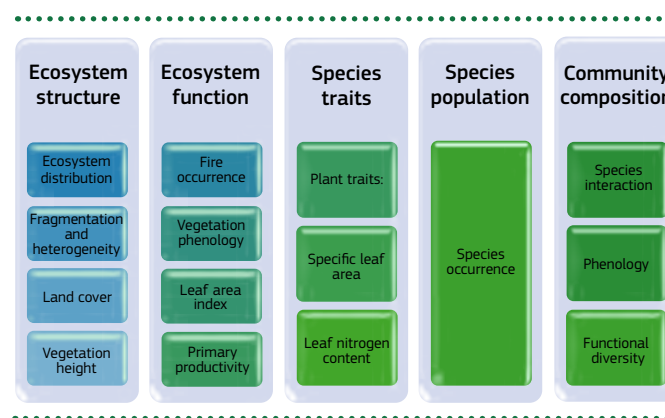 Ecosystem
structure
Ecosystem
distribution
Fragmentation
and
heterogeneity
Land cover
Vegetation
height
Ecosystem
function
Fire
occurrence
Vegetation
phenology
Leaf area
index
Primary
productivity
Species
traits
Plant traits:
Specific leaf
area
Leaf nitrogen
content
Species
population
Species
occurrence
Community
composition
Species
interaction
Phenology
Functional
diversity